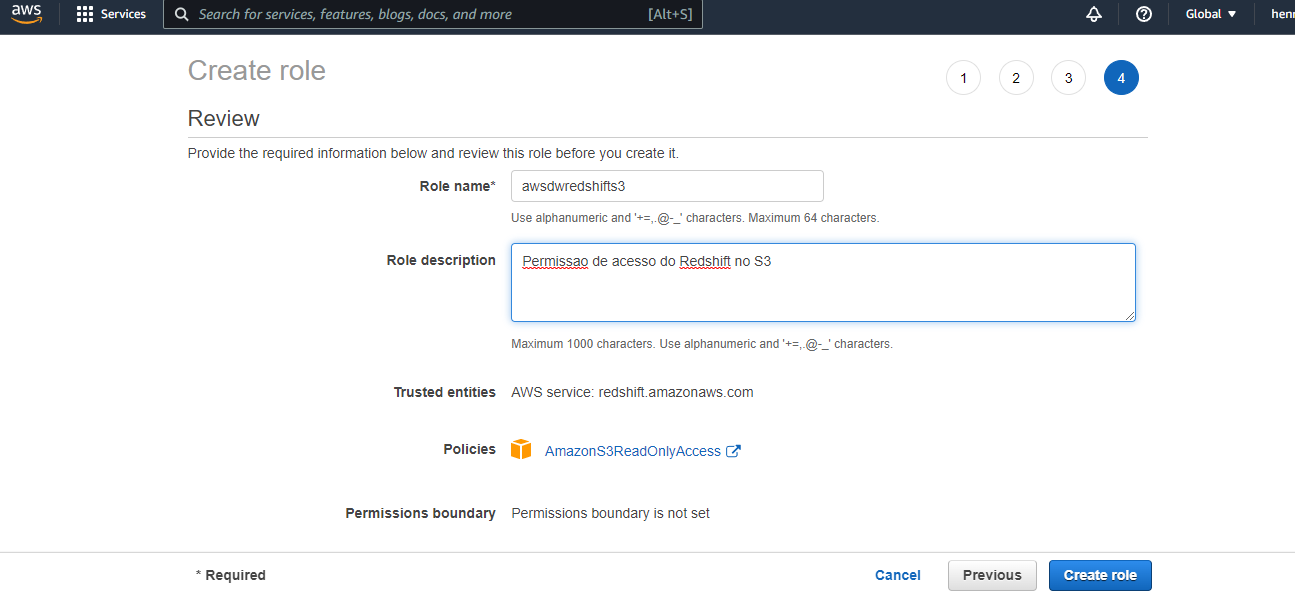 aws Services Search for services, features, blogs, docs, and more [Alt+S] Global ▼ henr
Create role 1 2 3 4
Review
Provide the required information below and review this role before you create it.
Role name* awsdwredshifts3
Use alphanumeric and '+=,.@-_' characters. Maximum 64 characters.
Role description Permissao de acesso do Redshift no S3
Maximum 1000 characters. Use alphanumeric and '+=,.@-_' characters.
Trusted entities AWS service: redshift.amazonaws.com
Policies AmazonS3ReadOnlyAccess
Permissions boundary Permissions boundary is not set
* Required Cancel Previous Create role